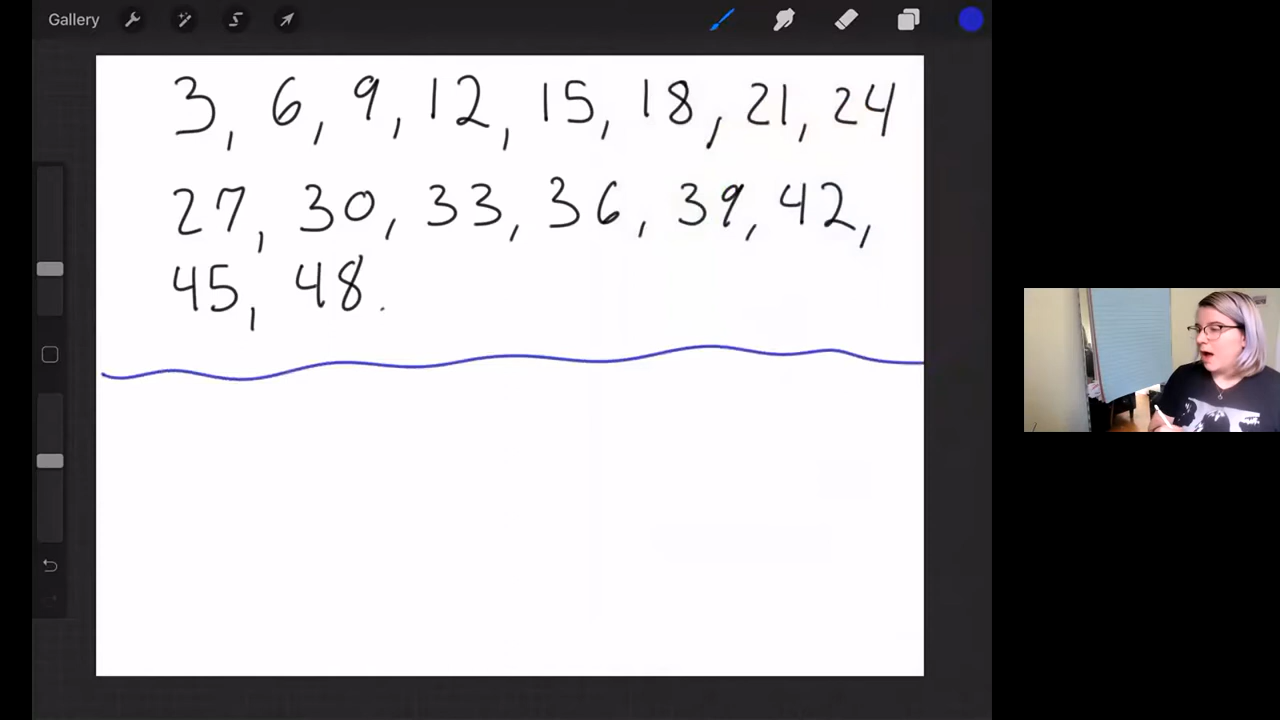 Gallery
3, 6, 9, 12, 15, 18, 21, 24
27, 30, 33, 36, 39, 42,
45, 48.